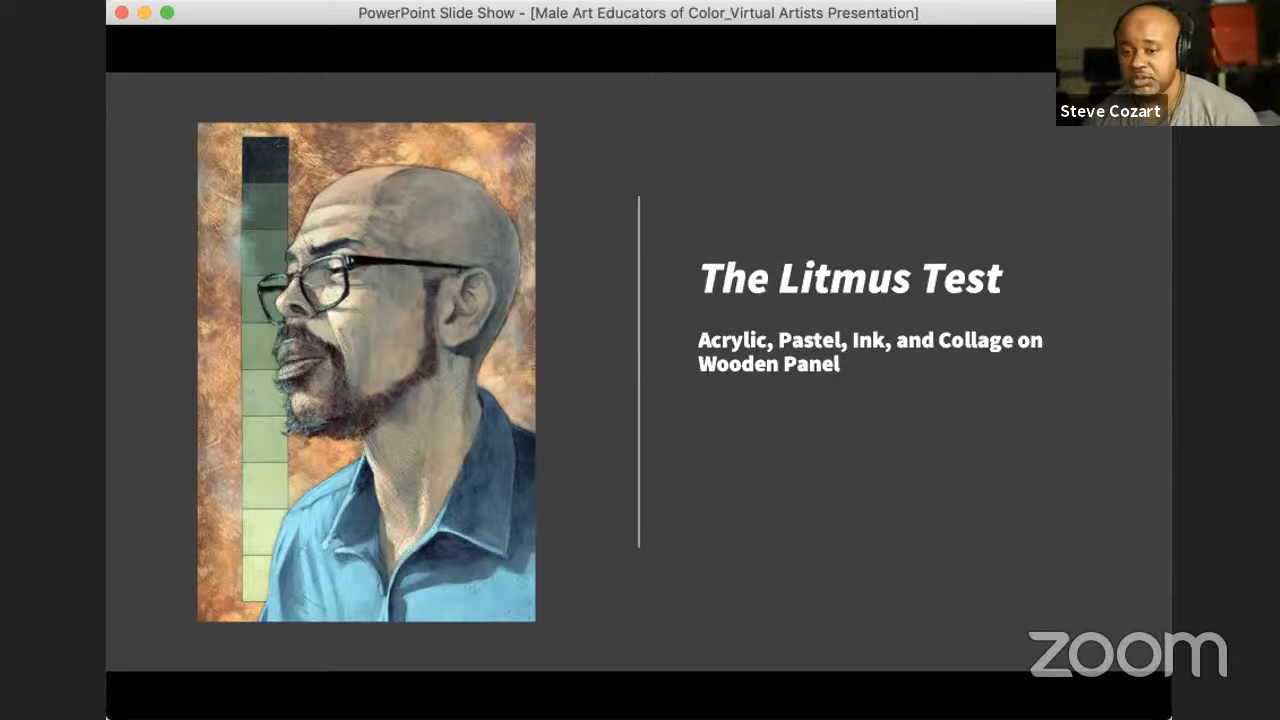 PowerPoint Slide Show - [Male Art Educators of Color_Virtual Artists Presentation]
Steve Cozart
The Litmus Test
Acrylic, Pastel, Ink, and Collage on
Wooden Panel
zoom